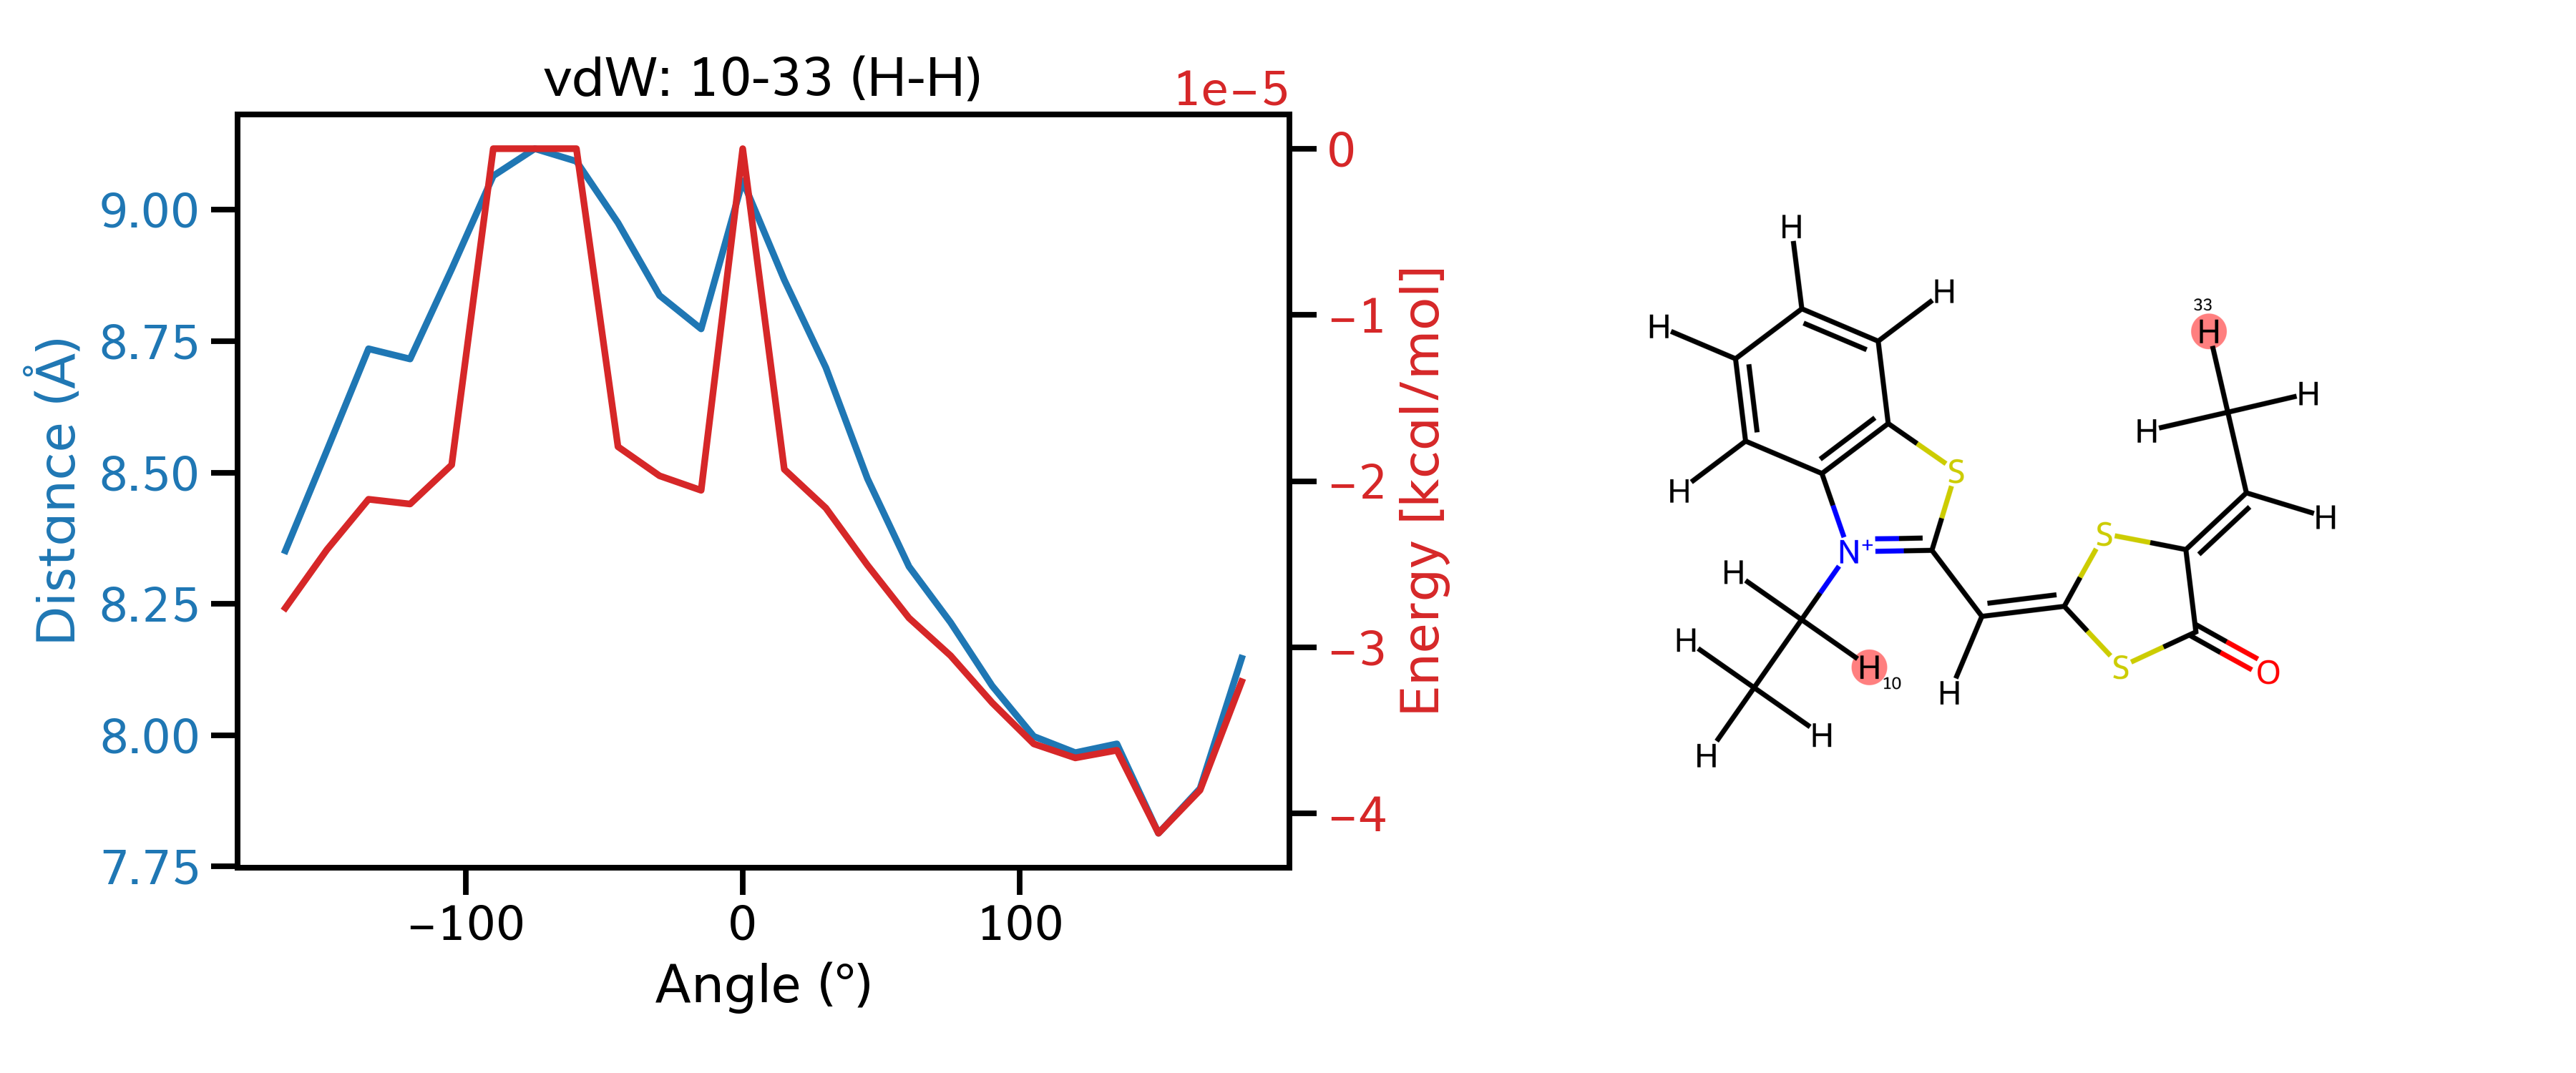 vdW: 10-33 (H-H)
1e−5
Distance (Å)
9.00
8.75
8.50
8.25
8.00
7.75
−100
0
100
Angle (°)
0
−1
−2
−3
−4
Energy [kcal/mol]
H
H
H
33
H
H
H
S
H
H
S
N+
H
H
H
10
S
O
H
H
H